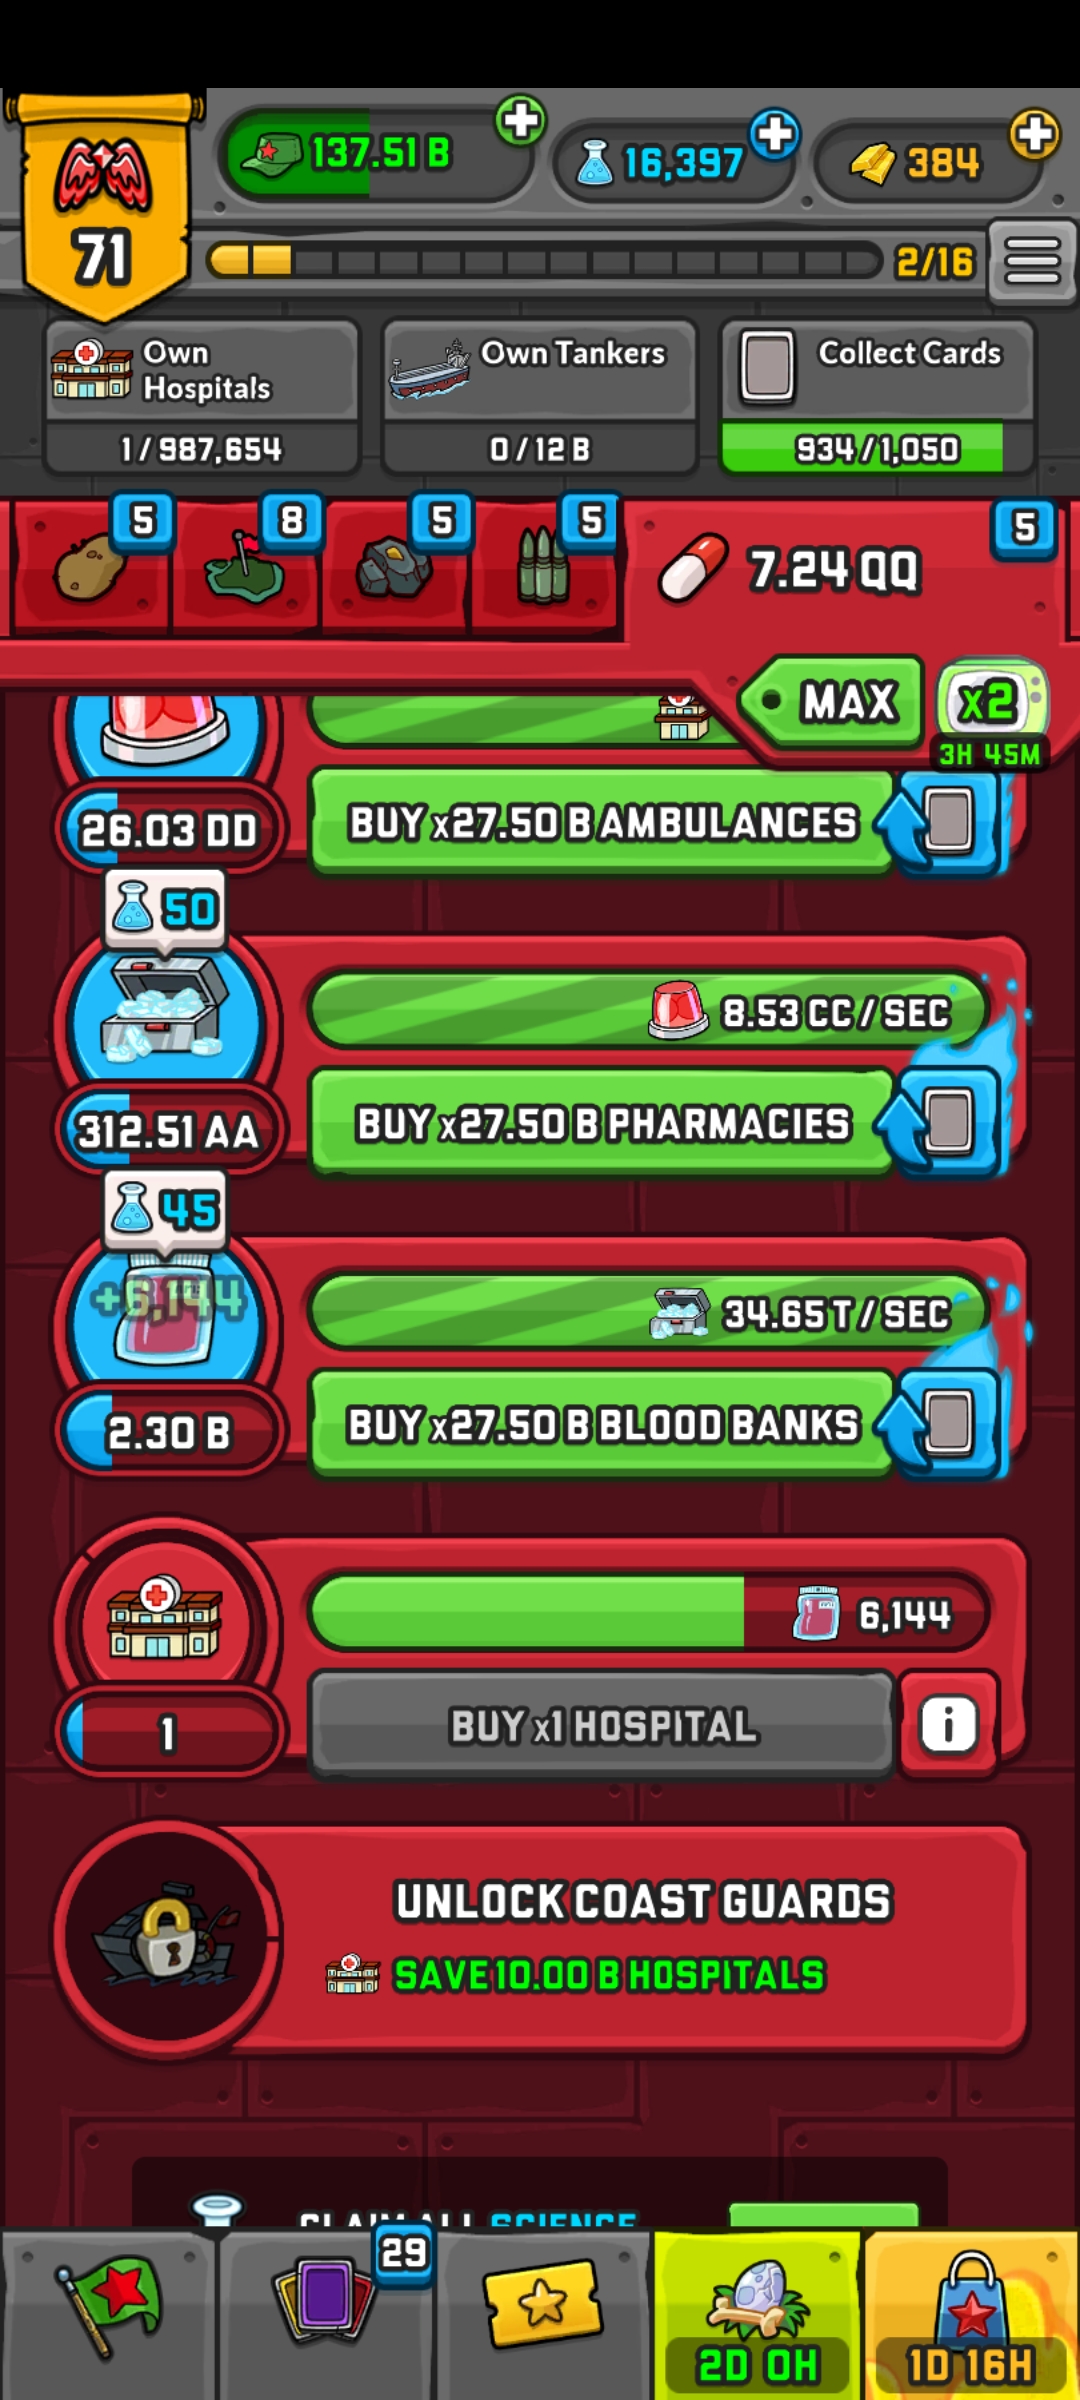 137.51 B
16,397
384
71
2/16
Own
Hospitals
1 / 987,654
Own Tankers
0 / 12 B
Collect Cards
934 / 1,050
5
8
5
5
7.24 QQ
5
MAX
x2
3H 45M
26.03 DD
BUY x27.50 B AMBULANCES
50
8.53 CC / SEC
312.51 AA
BUY x27.50 B PHARMACIES
45
+6,144
34.65 T / SEC
2.30 B
BUY x27.50 B BLOOD BANKS
6,144
1
BUY x1 HOSPITAL
i
UNLOCK COAST GUARDS
SAVE 10.00 B HOSPITALS
CLAIM ALL SCIENCE
29
2D 0H
1D 16H